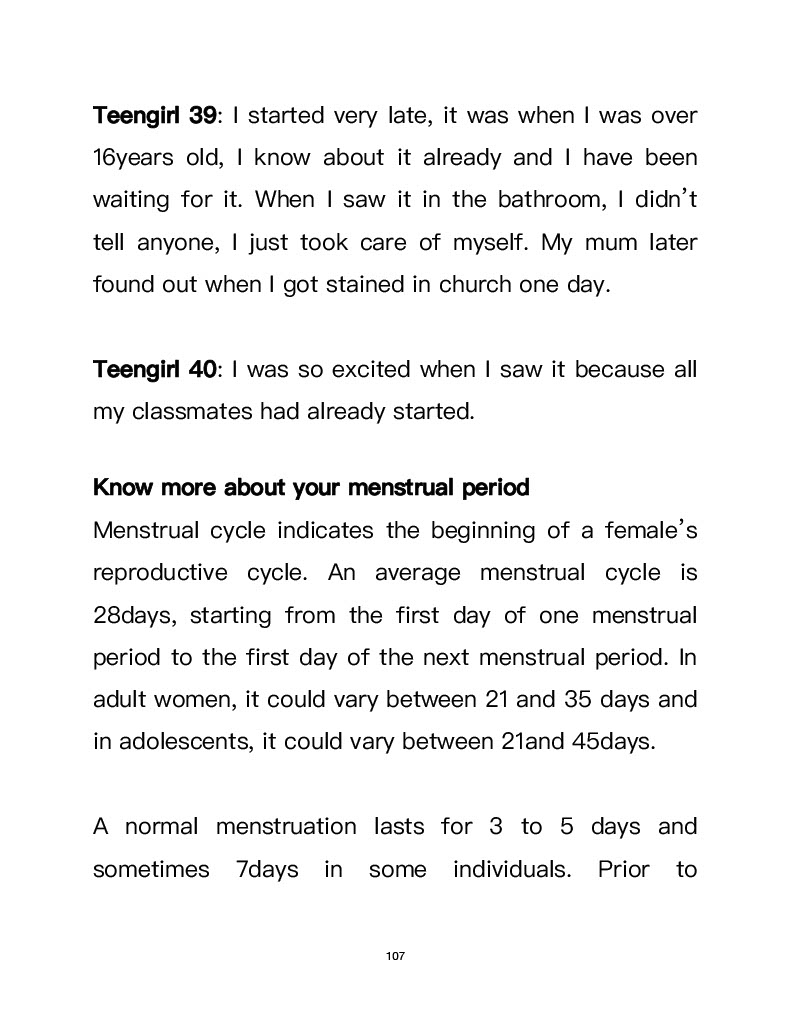 Teengirl 39: I started very late, it was when I was over
16years old, I know about it already and I have been
waiting for it. When I saw it in the bathroom, I didn’t
tell anyone, I just took care of myself. My mum later
found out when I got stained in church one day.
Teengirl 40: I was so excited when I saw it because all
my classmates had already started.
Know more about your menstrual period
Menstrual cycle indicates the beginning of a female’s
reproductive cycle. An average menstrual cycle is
28days, starting from the first day of one menstrual
period to the first day of the next menstrual period. In
adult women, it could vary between 21 and 35 days and
in adolescents, it could vary between 21and 45days.
A normal menstruation lasts for 3 to 5 days and
sometimes 7days in some individuals. Prior to
107